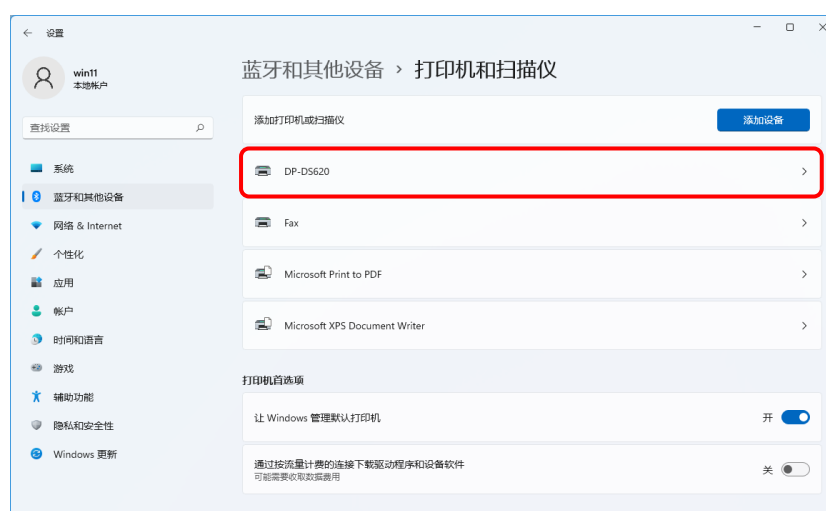 设置
win11
本地帐户
查找设置
系统
蓝牙和其他设备
网络 & Internet
个性化
应用
帐户
时间和语言
游戏
辅助功能
隐私和安全性
Windows 更新
蓝牙和其他设备 › 打印机和扫描仪
添加打印机或扫描仪
添加设备
DP-DS620
Fax
Microsoft Print to PDF
Microsoft XPS Document Writer
打印机首选项
让 Windows 管理默认打印机
开
通过按流量计费的连接下载驱动程序和设备软件
可能需要收取数据费用
关